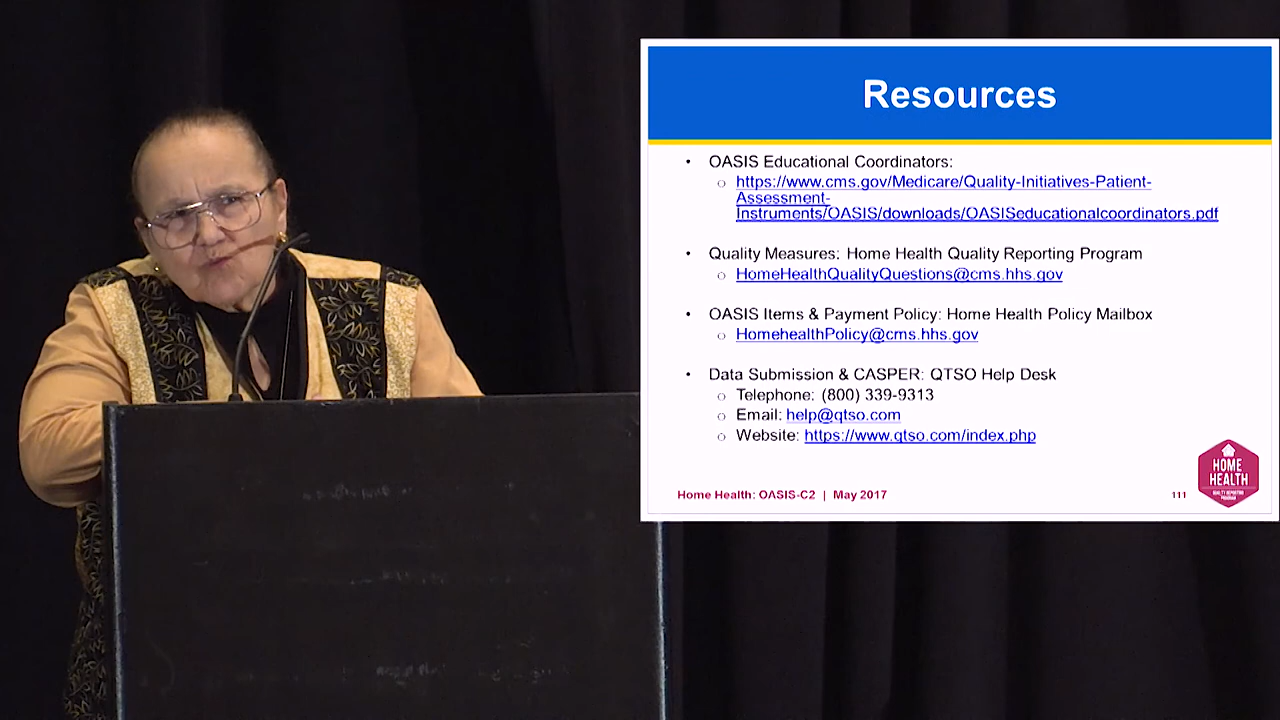 Resources
• OASIS Educational Coordinators:
o https://www.cms.gov/Medicare/Quality-Initiatives-Patient-
Assessment-
Instruments/OASIS/downloads/OASISeducationalcoordinators.pdf
• Quality Measures: Home Health Quality Reporting Program
o HomeHealthQualityQuestions@cms.hhs.gov
• OASIS Items & Payment Policy: Home Health Policy Mailbox
o HomehealthPolicy@cms.hhs.gov
• Data Submission & CASPER: QTSO Help Desk
o Telephone: (800) 339-9313
o Email: help@qtso.com
o Website: https://www.qtso.com/index.php
HOME
HEALTH
QUALITY REPORTING
PROGRAM
Home Health: OASIS-C2 | May 2017
111